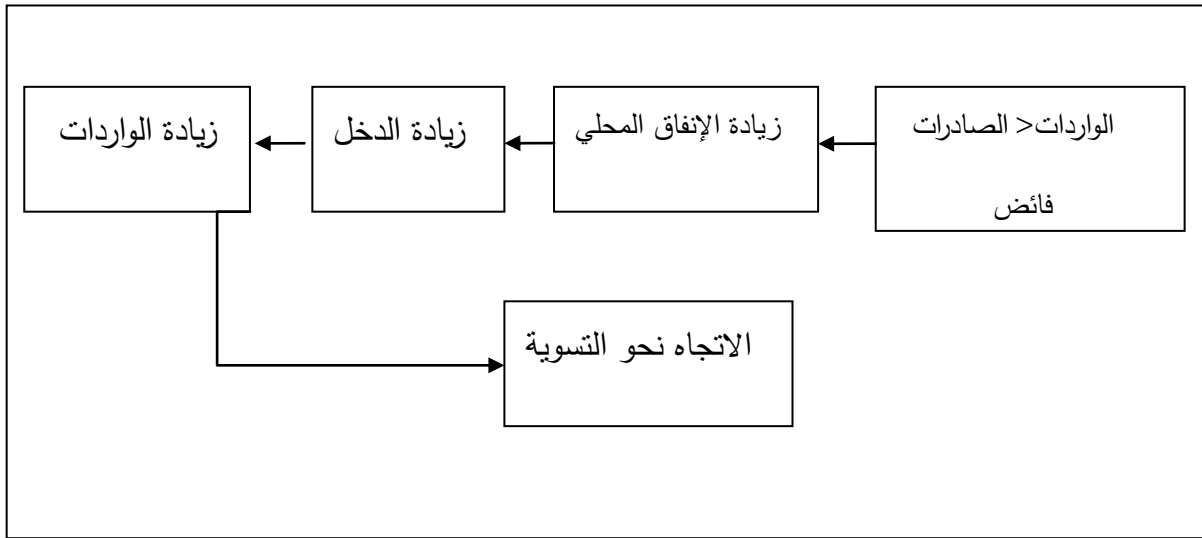 الواردات< الصادرات
فائض
زيادة الإنفاق المحلي
زيادة الدخل
زيادة الواردات
الاتجاه نحو التسوية